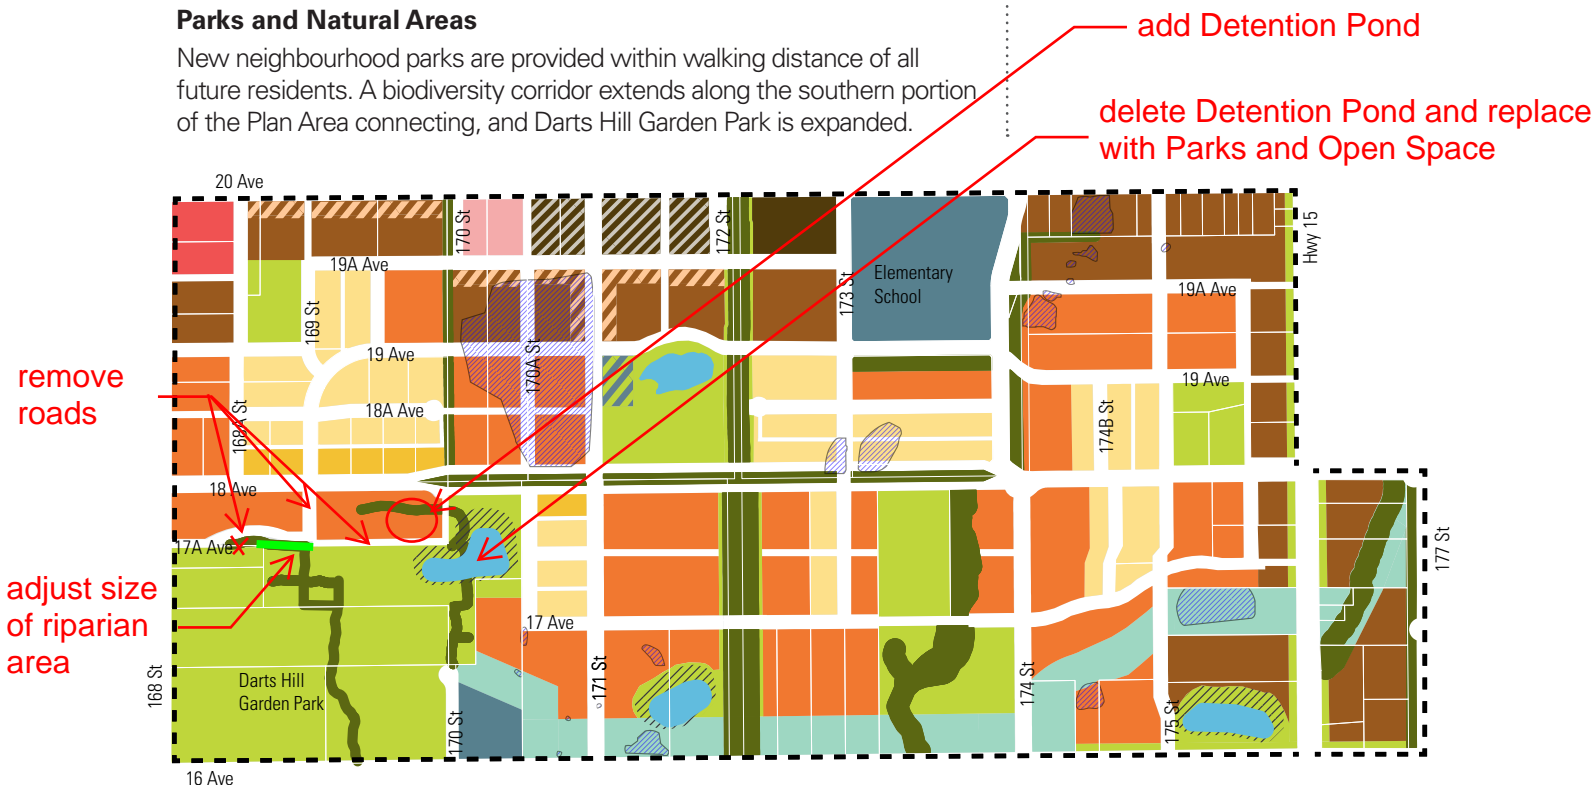 Parks and Natural Areas
New neighbourhood parks are provided within walking distance of all
future residents. A biodiversity corridor extends along the southern portion
of the Plan Area connecting, and Darts Hill Garden Park is expanded.
add Detention Pond
delete Detention Pond and replace
with Parks and Open Space
20 Ave
170 St
172 St
Hwy 15
19A Ave
173 St
Elementary
School
19A Ave
169 St
19 Ave
170A St
19 Ave
remove
roads
168A St
18A Ave
174B St
18 Ave
17A Ave
177 St
adjust size
of riparian
area
17 Ave
168 St
Darts Hill
Garden Park
171 St
174 St
170 St
175 St
16 Ave